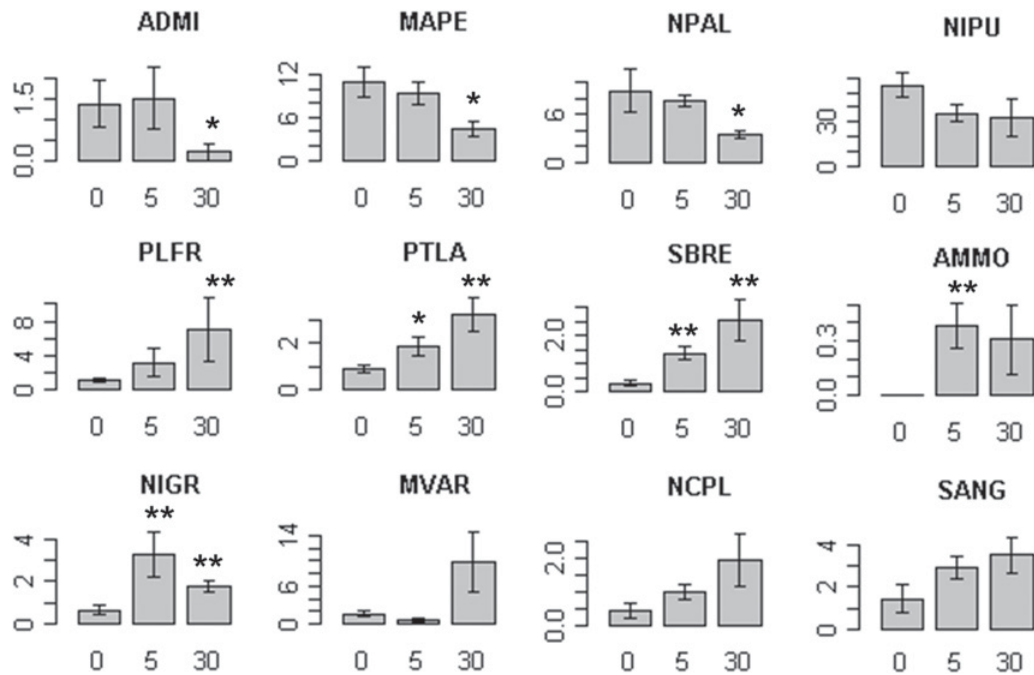 ADMI MAPE NPAL NIPU
0.0 1.5 * 0 6 12 * 0 6 * 0 30
0 5 30 0 5 30 0 5 30 0 5 30
PLFR PTLA SBRE AMMO
0 4 8 ** 0 2 * ** 0.0 2.0 ** ** 0.0 0.3 **
0 5 30 0 5 30 0 5 30 0 5 30
NIGR MVAR NCPL SANG
0 2 4 ** ** 0 6 14 0.0 2.0 0 2 4
0 5 30 0 5 30 0 5 30 0 5 30